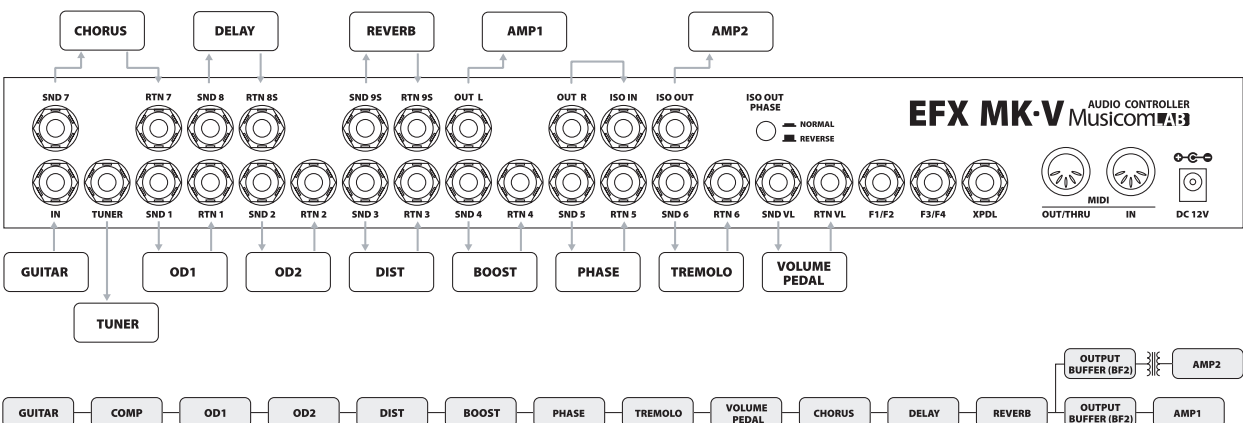 CHORUS
DELAY
REVERB
AMP1
AMP2
SND 7
RTN 7
SND 8
RTN 8S
SND 9S
RTN 9S
OUT L
OUT R
ISO IN
ISO OUT
ISO OUT
PHASE
NORMAL
REVERSE
EFX MK·V AUDIO CONTROLLER
MusicomLAB
IN
TUNER
SND 1
RTN 1
SND 2
RTN 2
SND 3
RTN 3
SND 4
RTN 4
SND 5
RTN 5
SND 6
RTN 6
SND VL
RTN VL
F1/F2
F3/F4
XPDL
MIDI
OUT/THRU
IN
DC 12V
GUITAR
OD1
OD2
DIST
BOOST
PHASE
TREMOLO
VOLUME
PEDAL
TUNER
OUTPUT
BUFFER (BF2)
AMP2
GUITAR
COMP
OD1
OD2
DIST
BOOST
PHASE
TREMOLO
VOLUME
PEDAL
CHORUS
DELAY
REVERB
OUTPUT
BUFFER (BF2)
AMP1